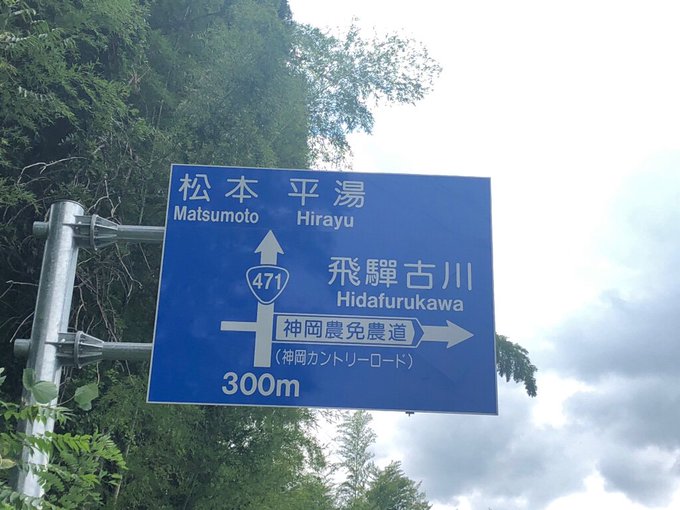 松本 平湯
Matsumoto Hirayu
471
飛驒古川
Hidafurukawa
神岡農免農道
(神岡カントリーロード)
300m